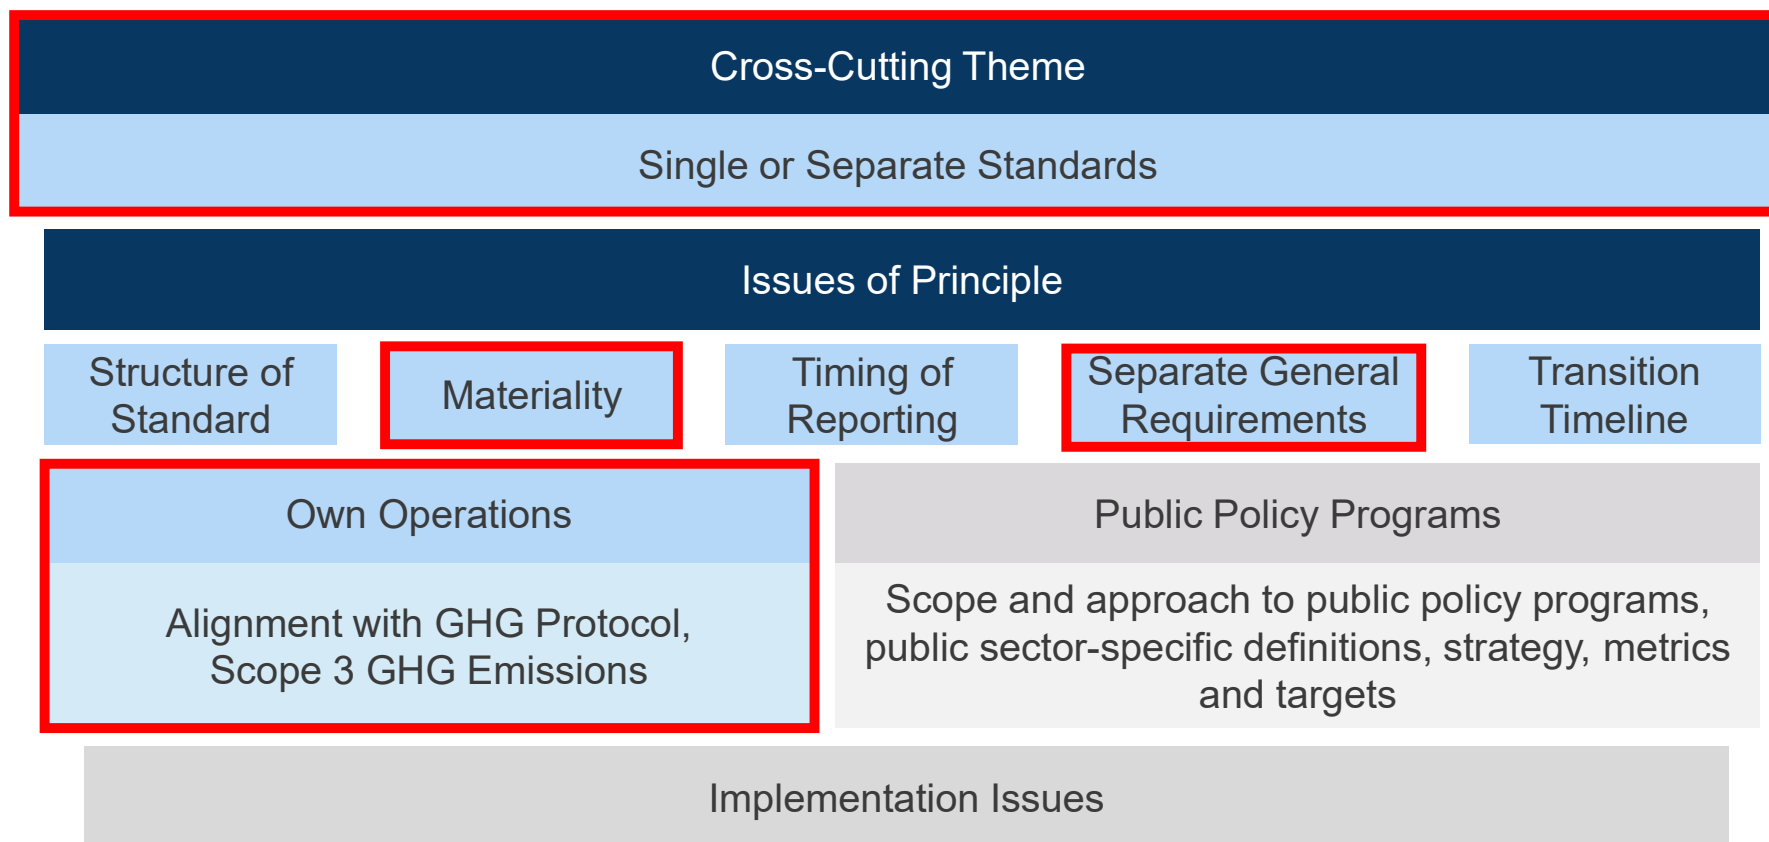 Cross-Cutting Theme
Single or Separate Standards
Issues of Principle
Structure of
Standard
Materiality
Timing of
Reporting
Separate General
Requirements
Transition
Timeline
Own Operations
Alignment with GHG Protocol,
Scope 3 GHG Emissions
Public Policy Programs
Scope and approach to public policy programs,
public sector-specific definitions, strategy, metrics
and targets
Implementation Issues